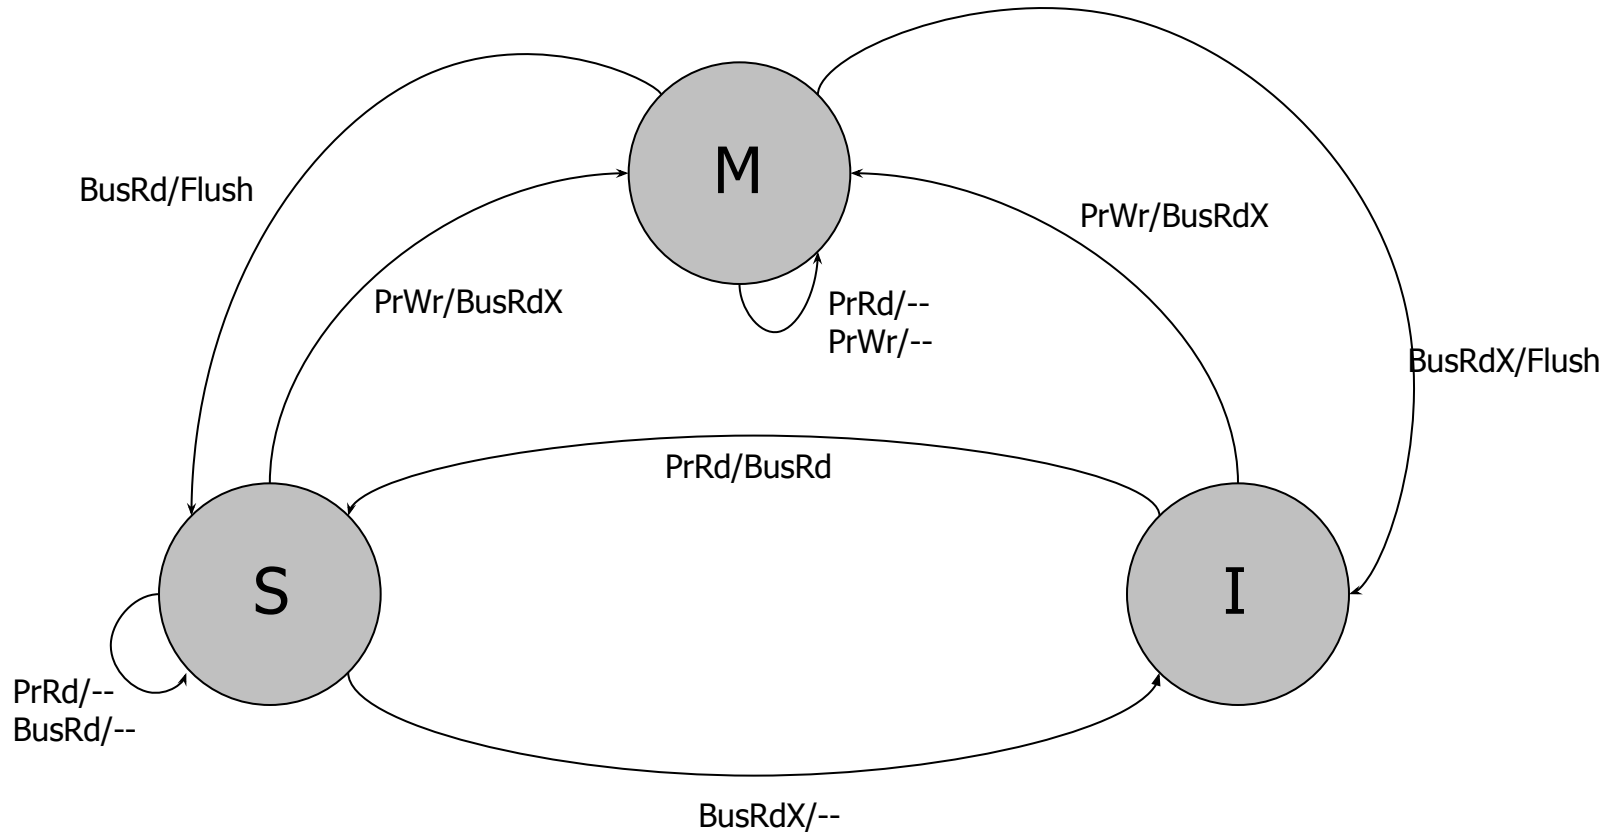 M
BusRd/Flush
PrWr/BusRdX
PrWr/BusRdX
PrRd/--
PrWr/--
BusRdX/Flush
PrRd/BusRd
S
I
PrRd/--
BusRd/--
BusRdX/--